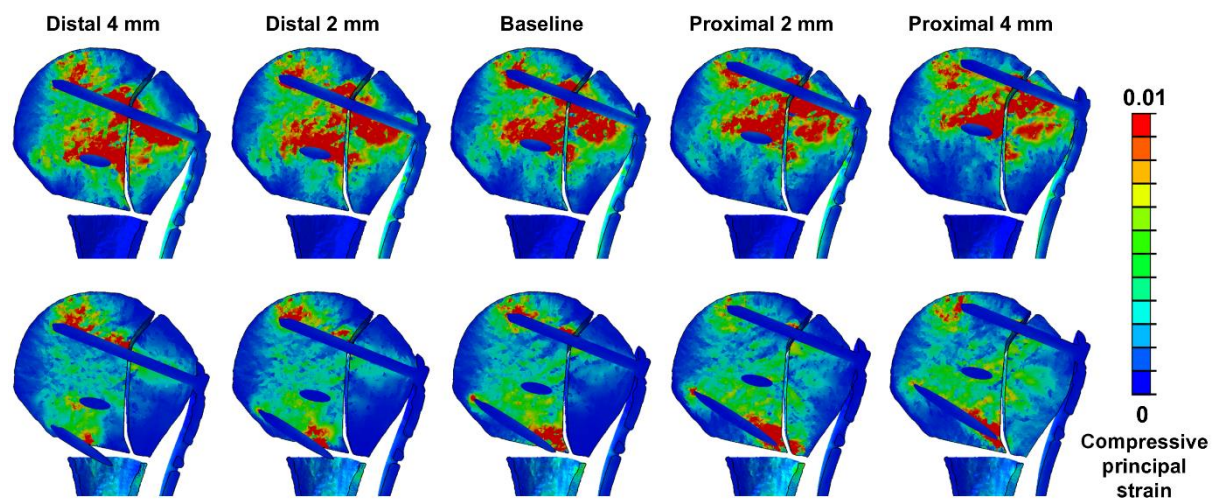 Distal 4 mm
Distal 2 mm
Baseline
Proximal 2 mm
Proximal 4 mm
0.01
0
Compressive
principal
strain